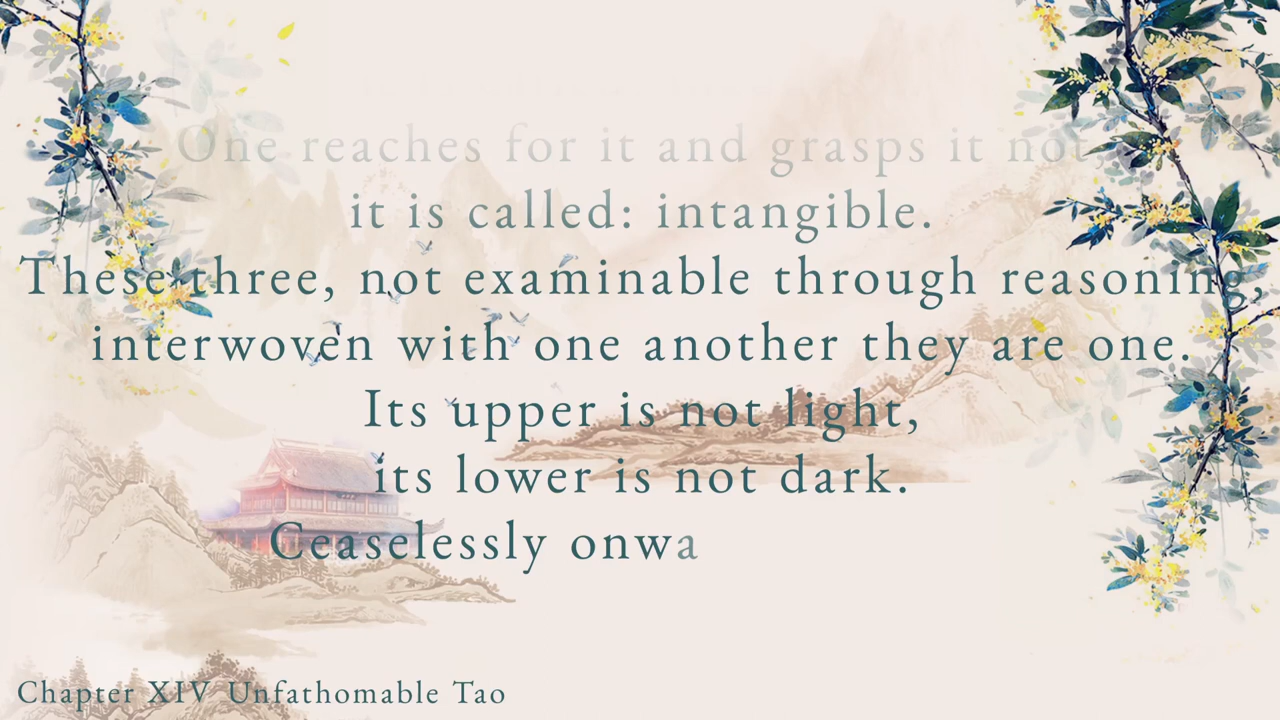 One reaches for it and grasps it not,
it is called: intangible.
These three, not examinable through reasoning,
interwoven with one another they are one.
Its upper is not light,
its lower is not dark.
Ceaselessly onwa
Chapter XIV Unfathomable Tao